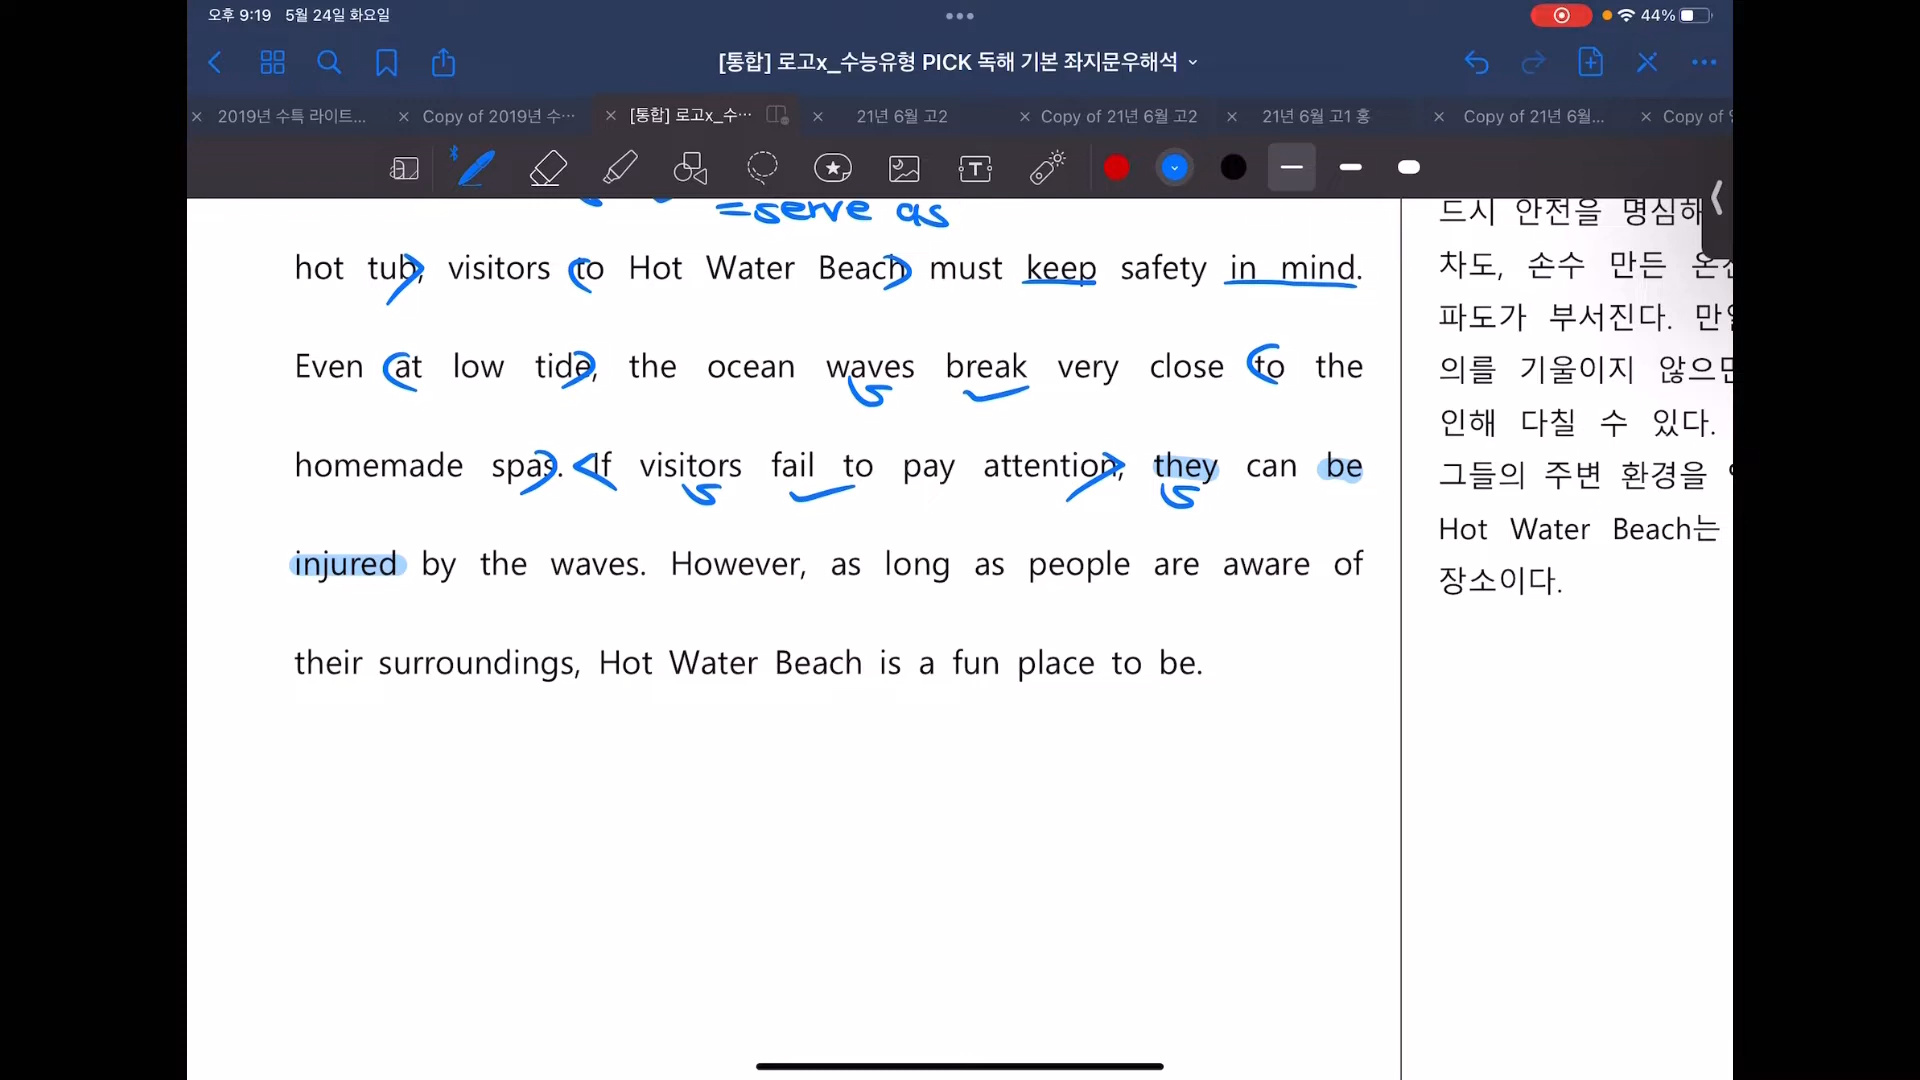 오후 9:19 5월 24일 화요일
44%
[통합] 로고x_수능유형 PICK 독해 기본 좌지문우해석
2019년 수특 라이트...
Copy of 2019년 수...
[통합] 로고x_수...
21년 6월 고2
Copy of 21년 6월 고2
21년 6월 고1 홍
Copy of 21년 6월...
Copy of
=serve as
hot tub, visitors to Hot Water Beach must keep safety in mind.
Even at low tide, the ocean waves break very close to the
homemade spas. If visitors fail to pay attention, they can be
injured by the waves. However, as long as people are aware of
their surroundings, Hot Water Beach is a fun place to be.
드시 안전을 명심해
차도, 손수 만든
파도가 부서진다.
의를 기울이지 않으면
인해 다칠 수 있다.
그들의 주변 환경을
Hot Water Beach는
장소이다.